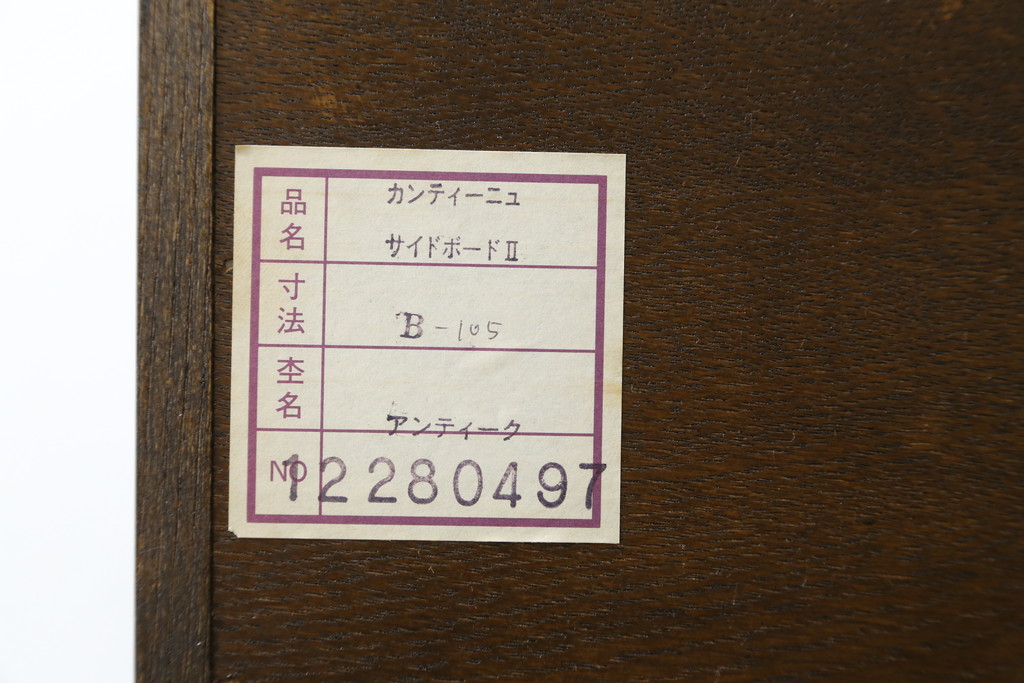 品名 カンティーニュ
サイドボードⅡ
寸法 B-105
杢名 アンティーク
NO 12280497